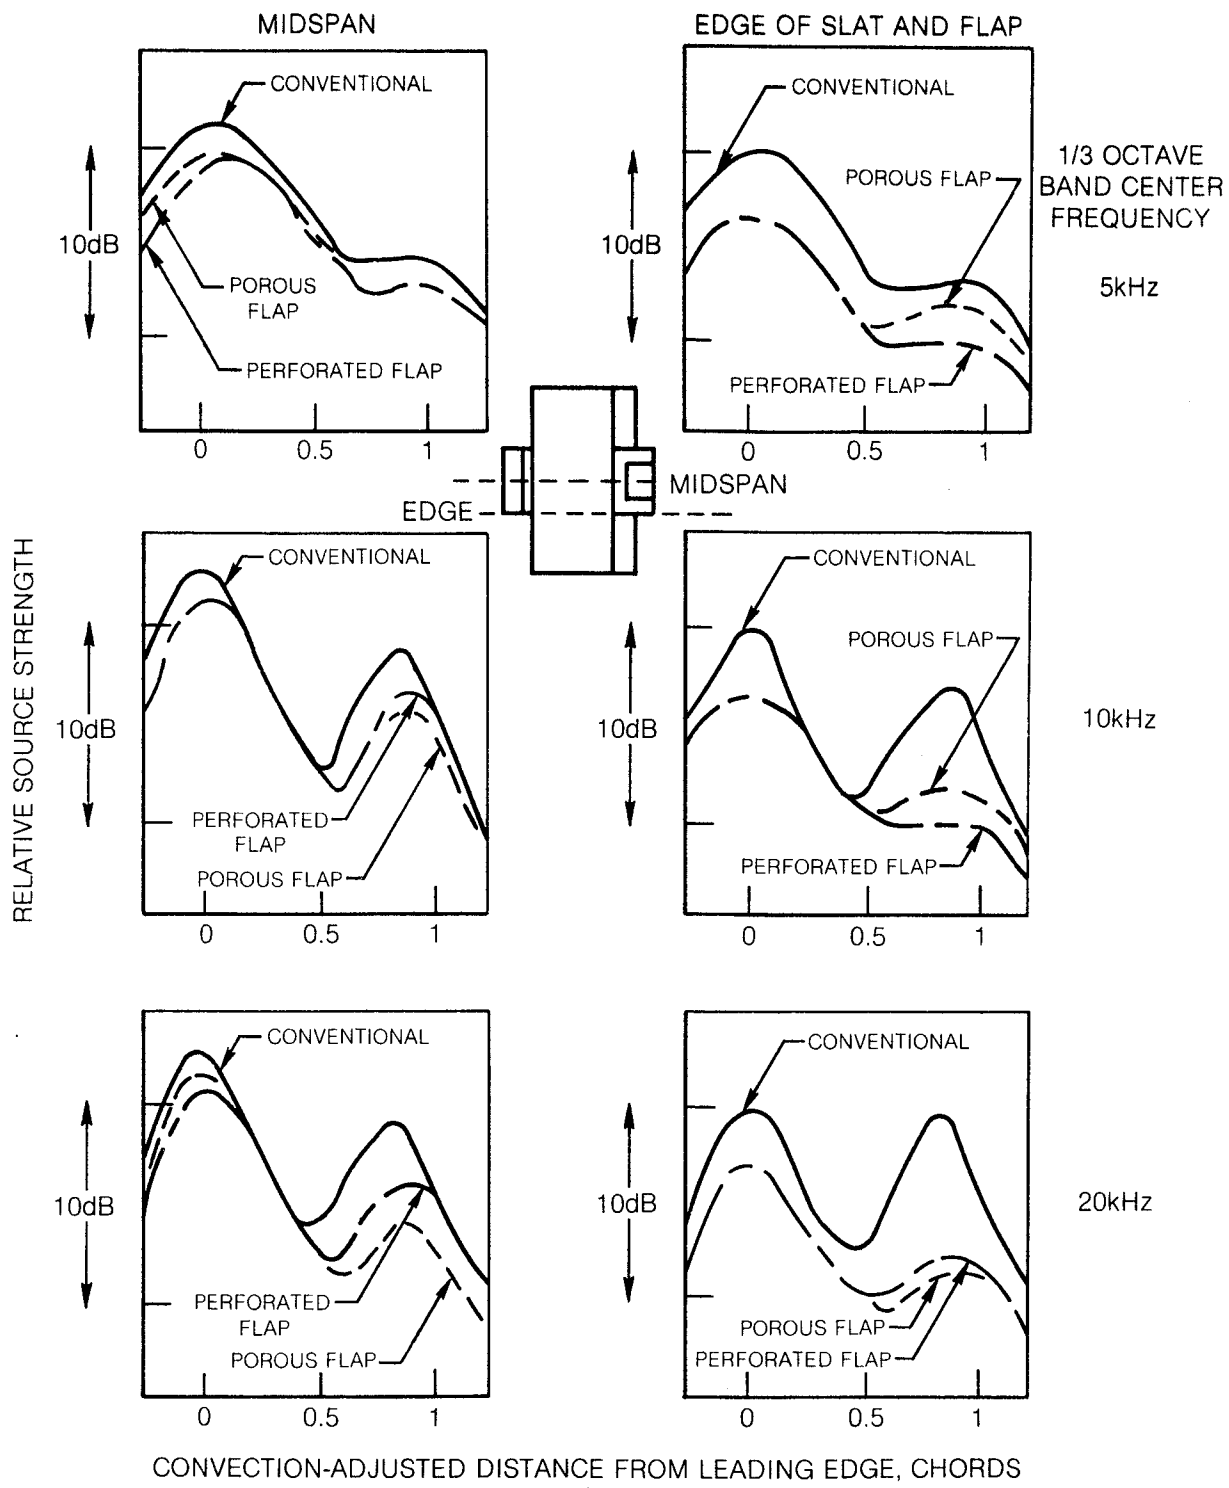 MIDSPAN
EDGE OF SLAT AND FLAP
CONVENTIONAL
10dB
POROUS
FLAP
PERFORATED FLAP
0 0.5 1
CONVENTIONAL
POROUS FLAP
10dB
PERFORATED FLAP
0 0.5 1
1/3 OCTAVE
BAND CENTER
FREQUENCY
5kHz
MIDSPAN
EDGE
RELATIVE SOURCE STRENGTH
CONVENTIONAL
10dB
PERFORATED
FLAP
POROUS FLAP
0 0.5 1
CONVENTIONAL
POROUS FLAP
10dB
PERFORATED FLAP
0 0.5 1
10kHz
CONVENTIONAL
10dB
PERFORATED
FLAP
POROUS FLAP
0 0.5 1
CONVENTIONAL
10dB
POROUS FLAP
PERFORATED FLAP
0 0.5 1
20kHz
CONVECTION-ADJUSTED DISTANCE FROM LEADING EDGE, CHORDS